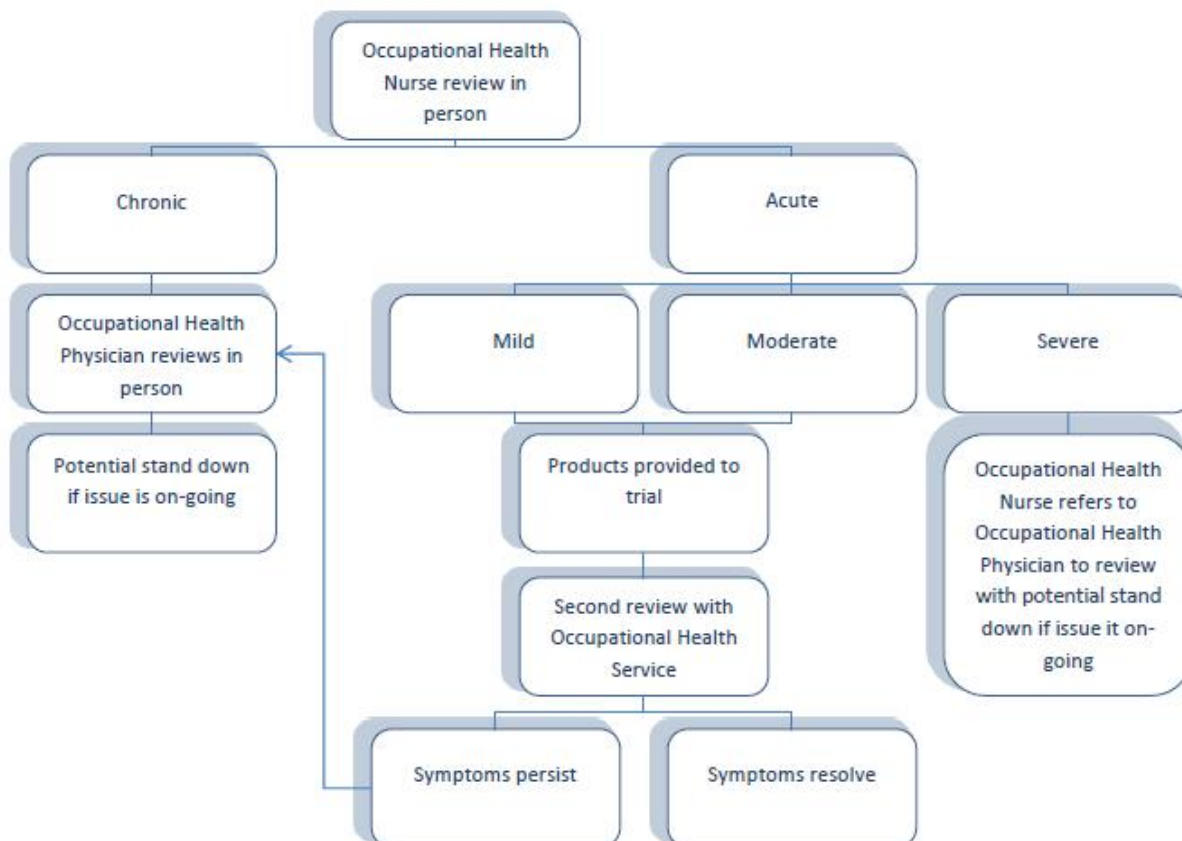 Occupational Health
Nurse review in
person
Chronic
Acute
Occupational Health
Physician reviews in
person
Mild
Moderate
Severe
Potential stand down
if issue is on-going
Products provided to
trial
Occupational Health
Nurse refers to
Occupational Health
Physician to review
with potential stand
down if issue it on-
going
Second review with
Occupational Health
Service
Symptoms persist
Symptoms resolve